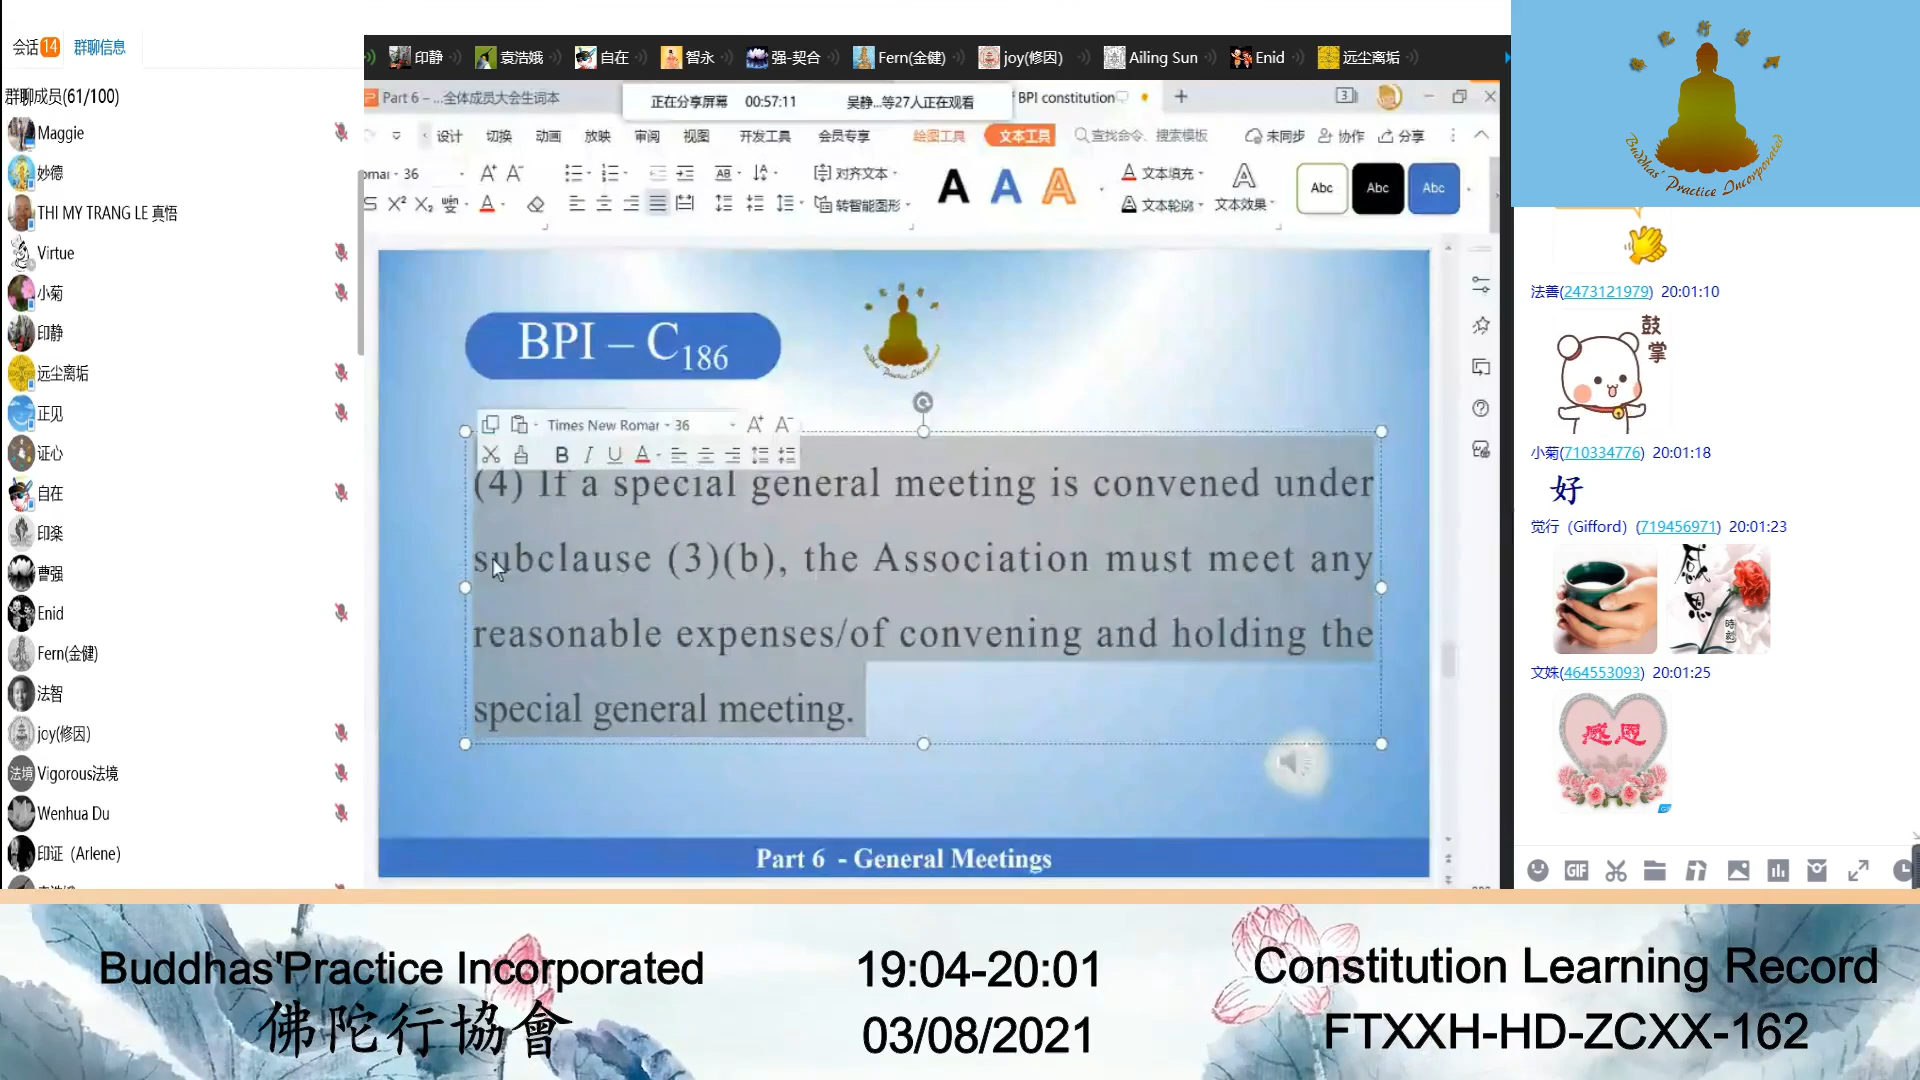 会话 14 群聊信息
群聊成员(61/100)
Maggie
妙德
THI MY TRANG LE 真悟
Virtue
小菊
印静
远尘离垢
正见
证心
自在
印楽
曹强
Enid
Fern(金健)
法智
joy(修因)
Vigorous法境
Wenhua Du
印证（Arlene）
印静 袁浩娥 自在 智永 强-契合 Fern(金健) joy(修因) Ailing Sun Enid 远尘离垢
Part 6 – ...全体成员大会生词本
正在分享屏幕 00:57:11 吴静...等27人正在观看
BPI constitution
3
设计 切换 动画 放映 审阅 视图 开发工具 会员专享 绘图工具 文本工具 查找命令、搜索模板 未同步 协作 分享
36
对齐文本
转智能图形
文本填充
文本轮廓
文本效果
Abc Abc Abc
BPI – C186
Times New Romar 36
(4) If a special general meeting is convened under
subclause (3)(b), the Association must meet any
reasonable expenses/of convening and holding the
special general meeting.
Part 6 - General Meetings
Buddhas' Practice Incorporated
法善(2473121979) 20:01:10
鼓掌
小菊(710334776) 20:01:18
好
觉行（Gifford）(719456971) 20:01:23
感恩
時刻
文姝(464553093) 20:01:25
感恩
GIF
Buddhas'Practice Incorporated
佛陀行協會
19:04-20:01
03/08/2021
Constitution Learning Record
FTXXH-HD-ZCXX-162